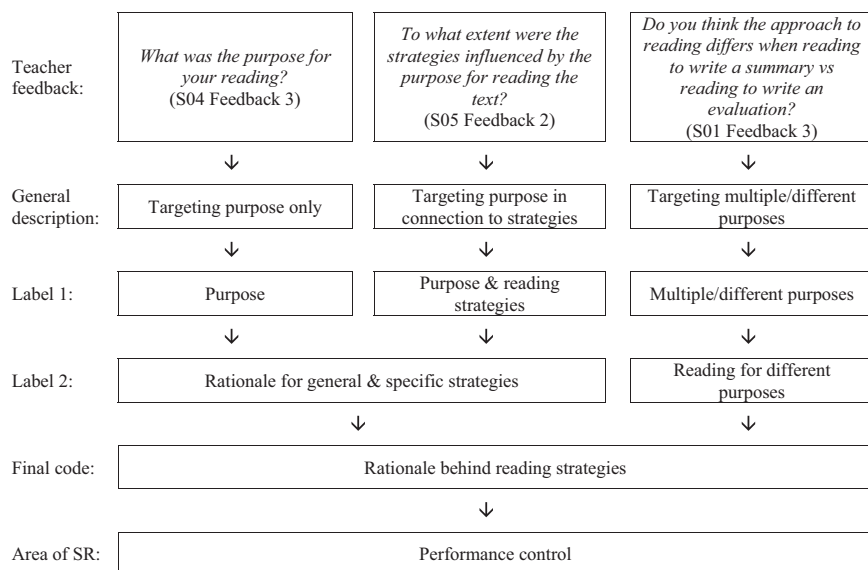 Teacher feedback:
What was the purpose for
your reading?
(S04 Feedback 3)
To what extent were the
strategies influenced by the
purpose for reading the
text?
(S05 Feedback 2)
Do you think the approach to
reading differs when reading
to write a summary vs
reading to write an
evaluation?
(S01 Feedback 3)
General
description:
Targeting purpose only
Targeting purpose in
connection to strategies
Targeting multiple/different
purposes
Label 1:
Purpose
Purpose & reading
strategies
Multiple/different purposes
Label 2:
Rationale for general & specific strategies
Reading for different
purposes
Final code:
Rationale behind reading strategies
Area of SR:
Performance control